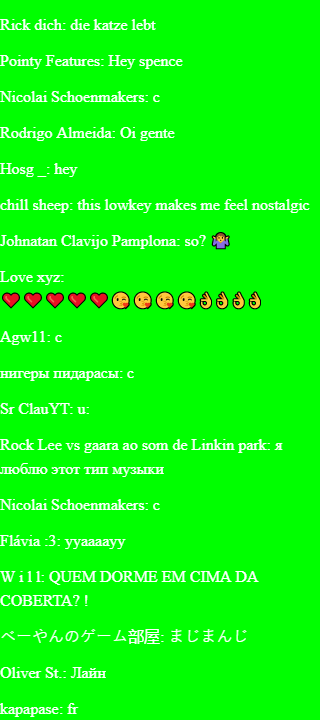 Rick dich: die katze lebt
Pointy Features: Hey spence
Nicolai Schoenmakers: c
Rodrigo Almeida: Oi gente
Hosg _: hey
chill sheep: this lowkey makes me feel nostalgic
Johnatan Clavijo Pamplona: so? 🤷‍♀️
Love xyz:
❤❤❤❤❤😘😘😘😘👌👌👌👌
Agw11: c
нигеры пидарасы: c
Sr ClauYT: u:
Rock Lee vs gaara ao som de Linkin park: я
люблю этот тип музыки
Nicolai Schoenmakers: c
Flávia :3: yyaaaayy
W i l l: QUEM DORME EM CIMA DA
COBERTA? !
べーやんのゲーム部屋: まじまんじ
Oliver St.: Лайн
kapapase: fr